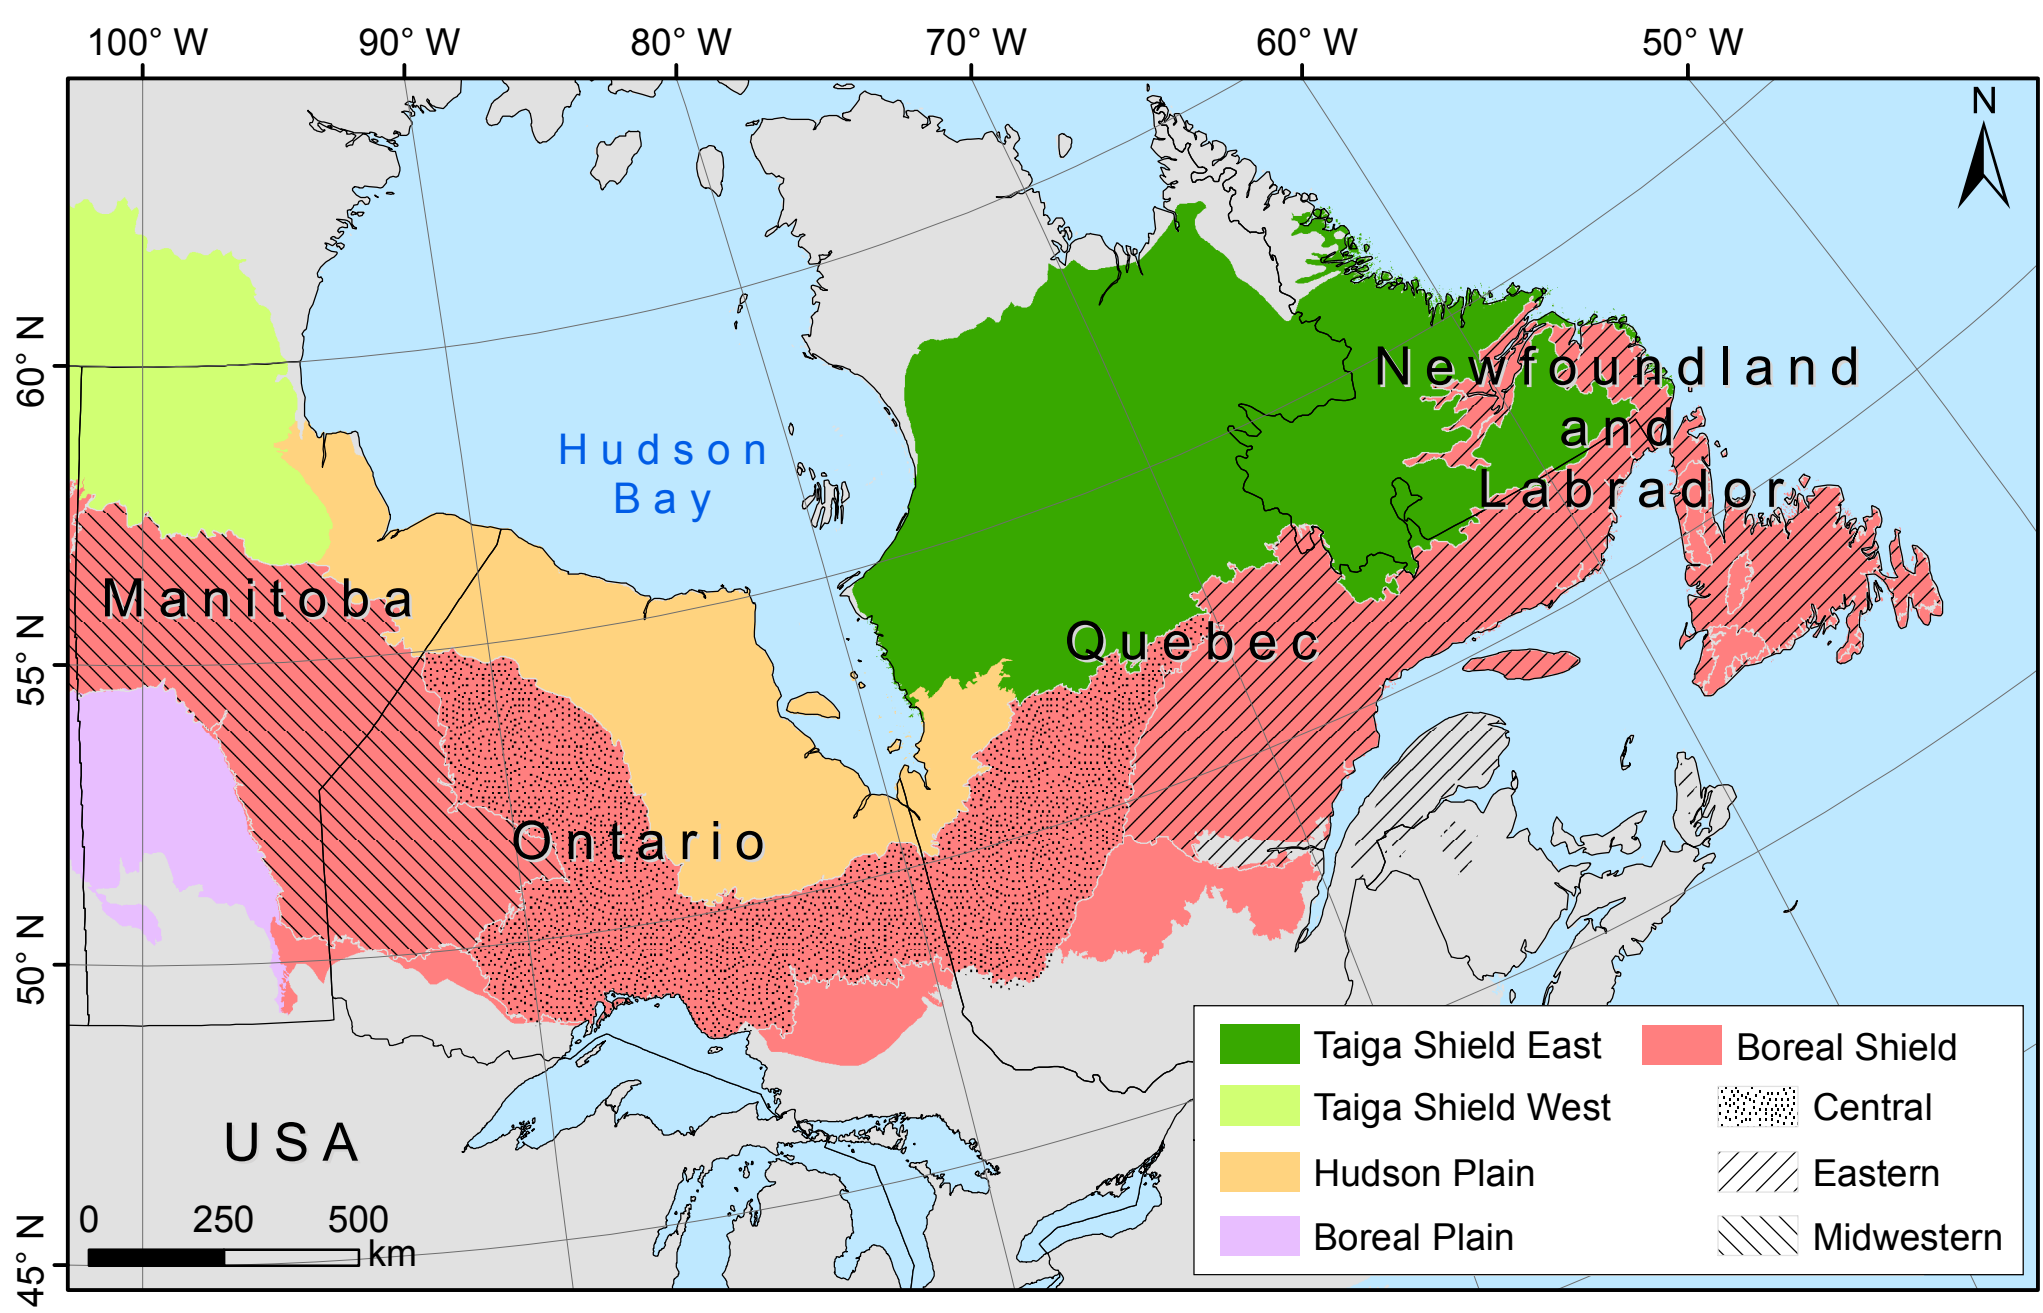 100° W 90° W 80° W 70° W 60° W 50° W
N
60° N
55° N
50° N
45° N
Hudson
Bay
Newfoundland
and
Labrador
Manitoba
Quebec
Ontario
USA
0 250 500
km
Taiga Shield East
Taiga Shield West
Hudson Plain
Boreal Plain
Boreal Shield
Central
Eastern
Midwestern